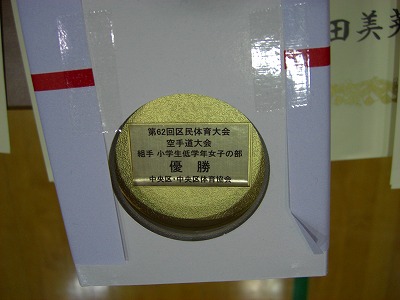 第62回区民体育大会
空手道大会
組手 小学生低学年女子の部
優勝
中央区・中央区体育協会
田美